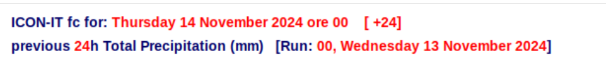 ICON-IT fc for: Thursday 14 November 2024 ore 00 [ +24]
previous 24h Total Precipitation (mm) [Run: 00, Wednesday 13 November 2024]